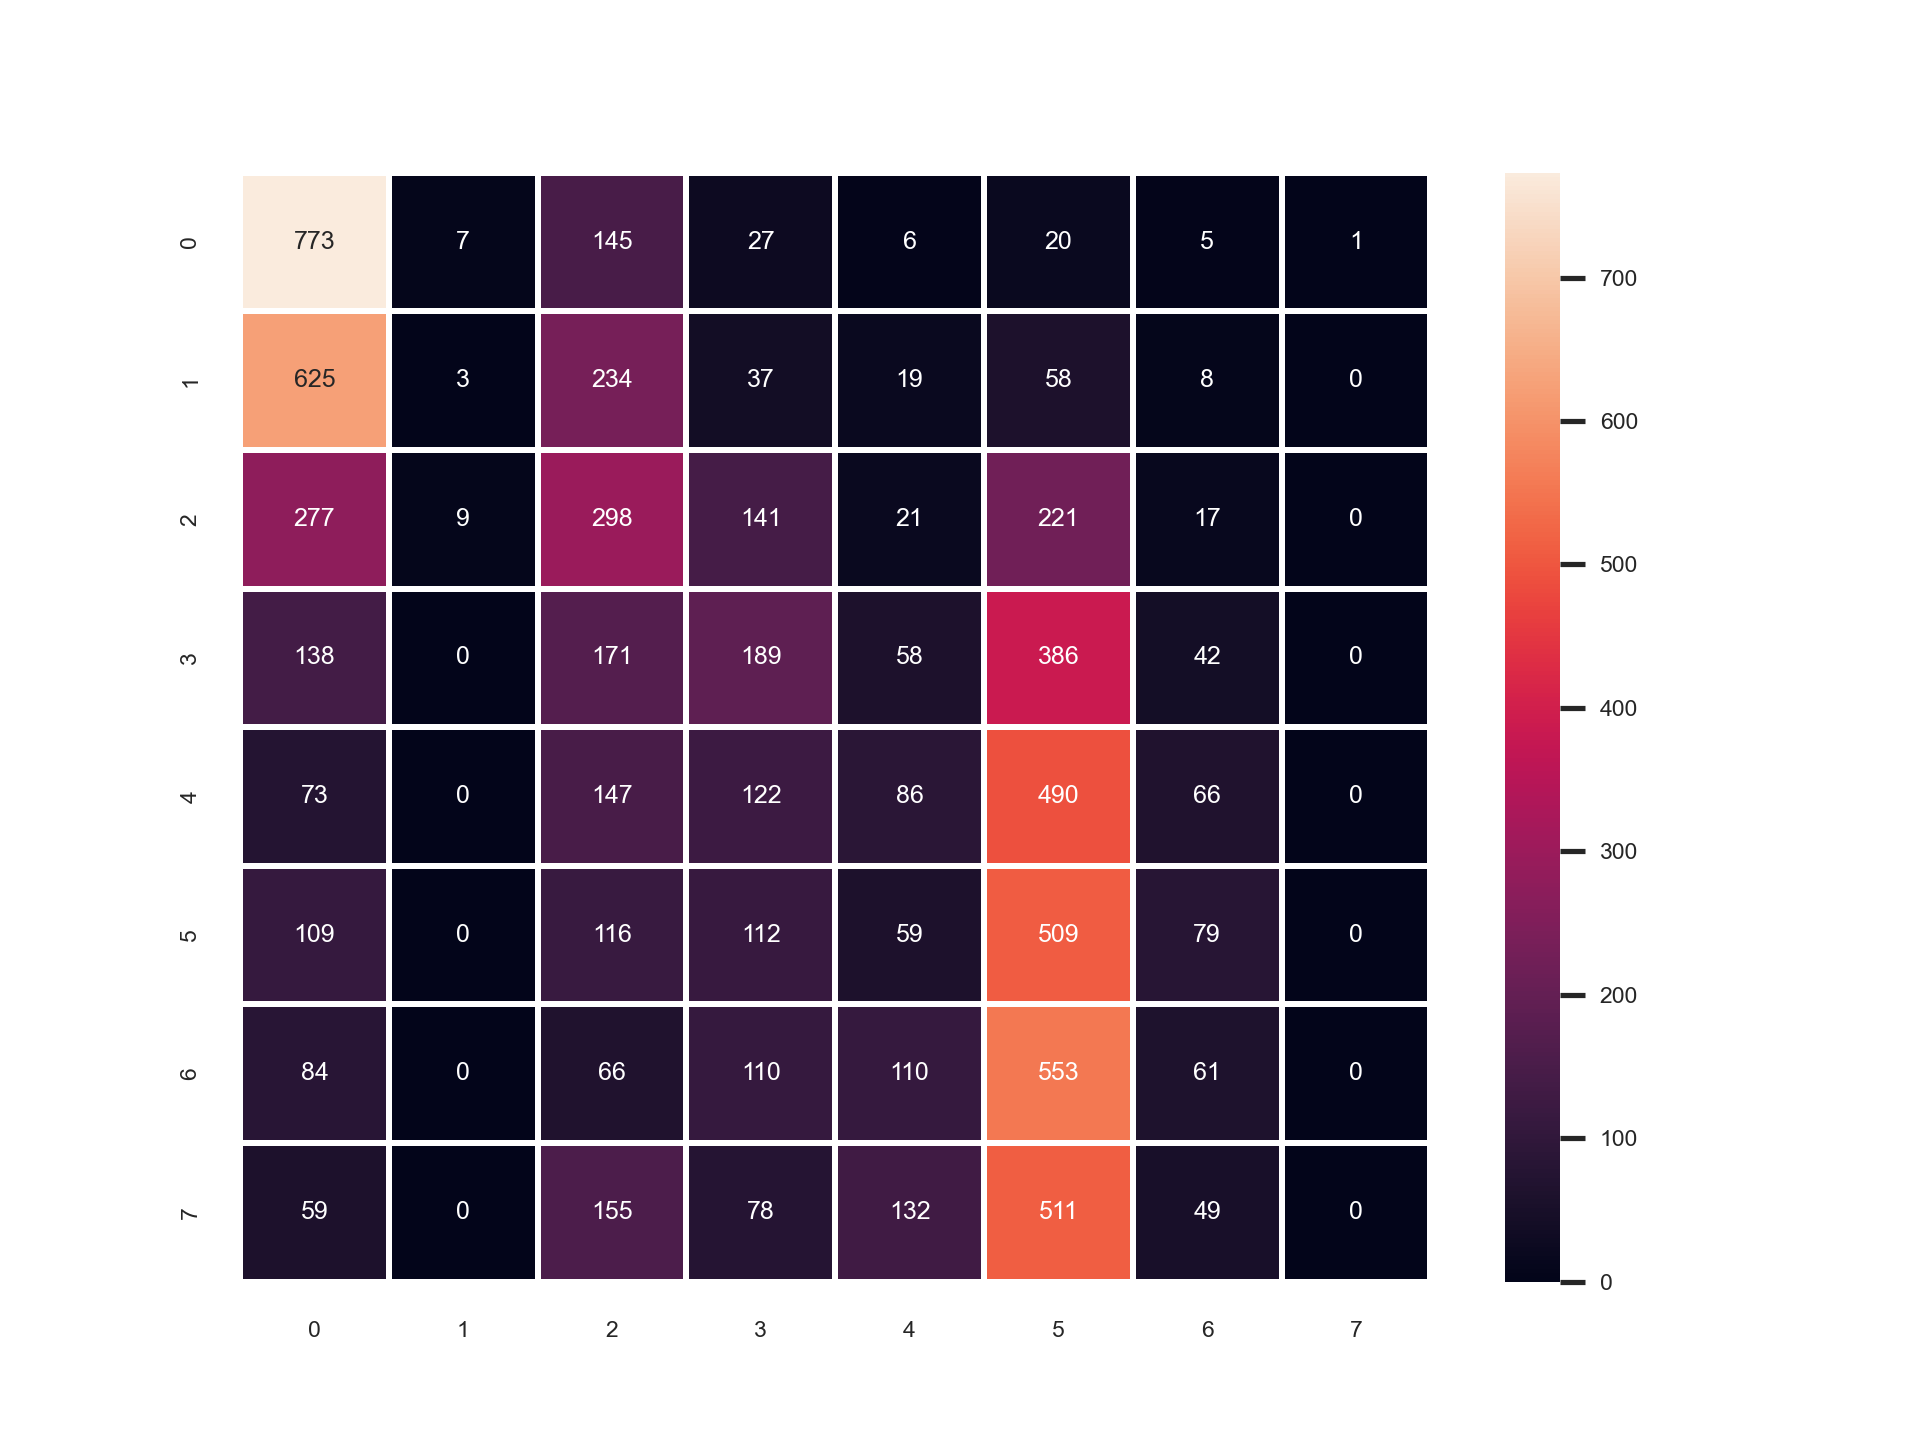 0 773 7 145 27 6 20 5 1
1 625 3 234 37 19 58 8 0
2 277 9 298 141 21 221 17 0
3 138 0 171 189 58 386 42 0
4 73 0 147 122 86 490 66 0
5 109 0 116 112 59 509 79 0
6 84 0 66 110 110 553 61 0
7 59 0 155 78 132 511 49 0
0 1 2 3 4 5 6 7
700
600
500
400
300
200
100
0